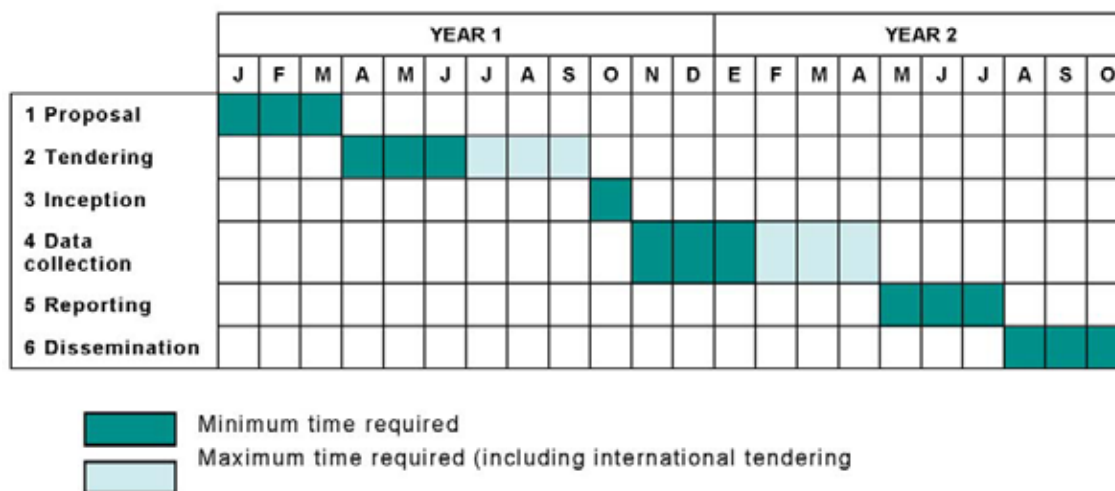 YEAR 1 YEAR 2
J F M A M J J A S O N D E F M A M J J A S O
1 Proposal
2 Tendering
3 Inception
4 Data
collection
5 Reporting
6 Dissemination
Minimum time required
Maximum time required (including international tendering